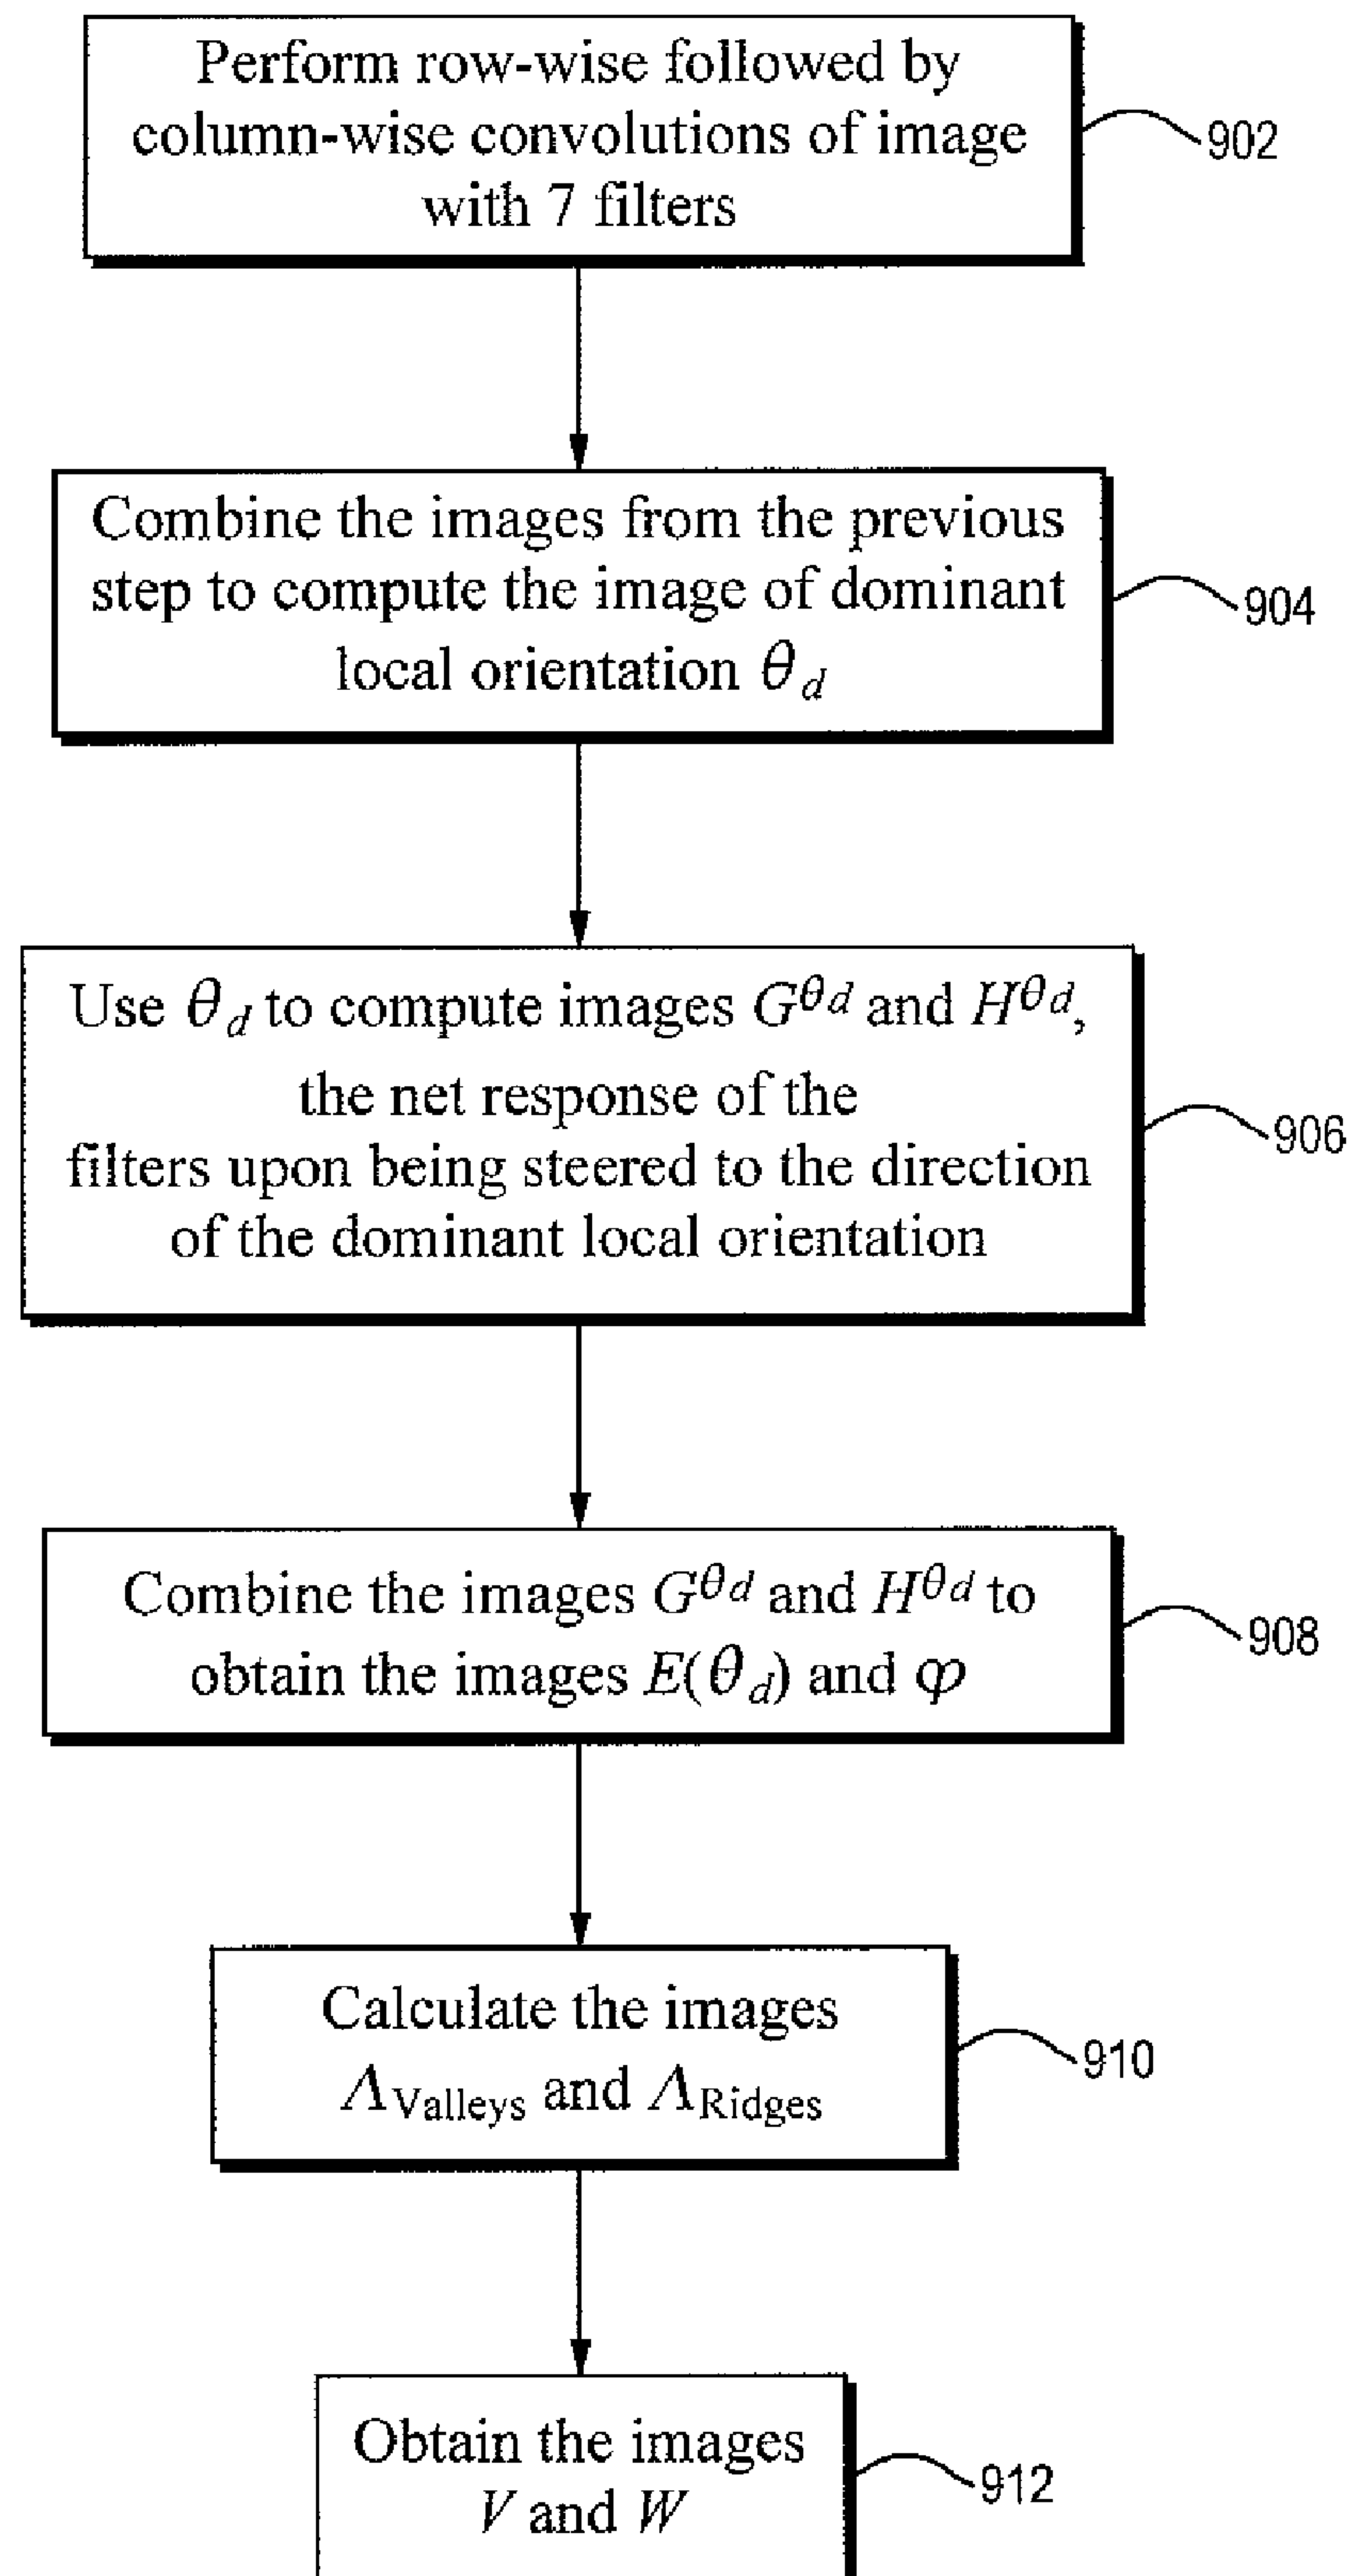 Perform row-wise followed by
column-wise convolutions of image
with 7 filters
902
Combine the images from the previous
step to compute the image of dominant
local orientation θd
904
Use θd to compute images Gθd and Hθd,
the net response of the
filters upon being steered to the direction
of the dominant local orientation
906
Combine the images Gθd and Hθd to
obtain the images E(θd) and φ
908
Calculate the images
ΛValleys and ΛRidges
910
Obtain the images
V and W
912